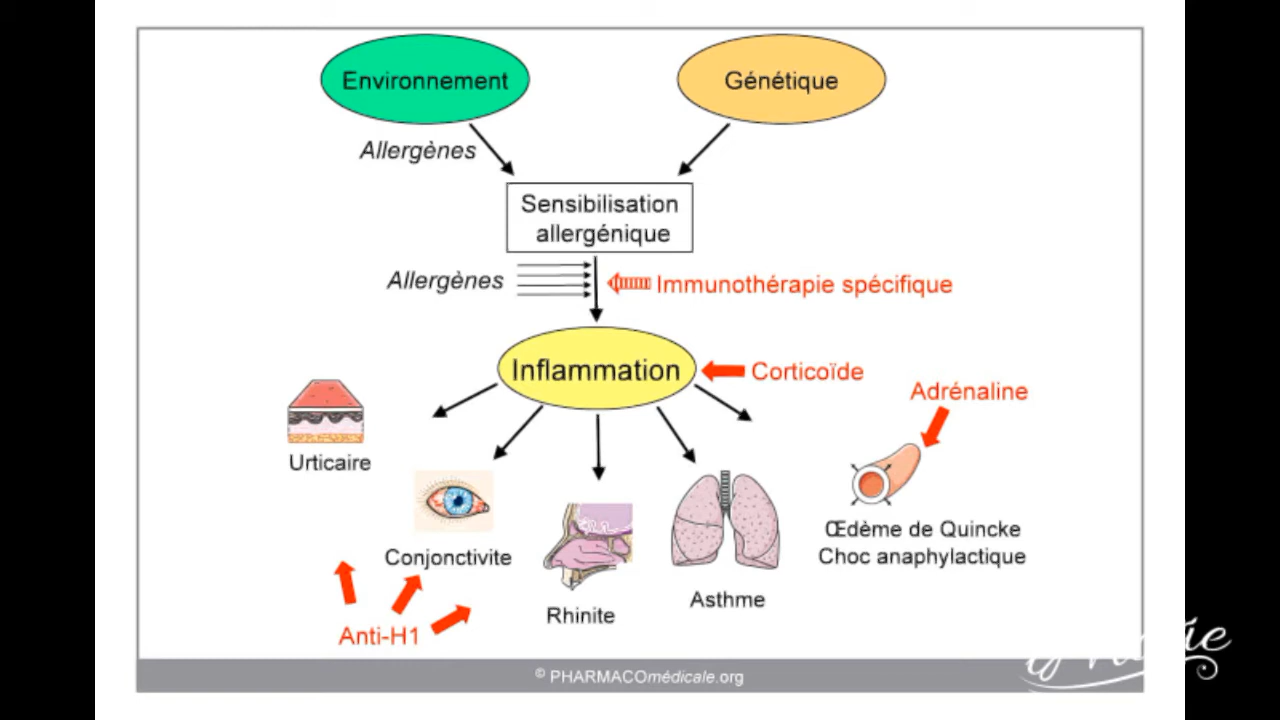 Environnement
Génétique
Allergènes
Sensibilisation
allergénique
Allergènes
Immunothérapie spécifique
Inflammation
Corticoïde
Adrénaline
Urticaire
Conjonctivite
Rhinite
Asthme
Œdème de Quincke
Choc anaphylactique
Anti-H1
© PHARMACOmédicale.org